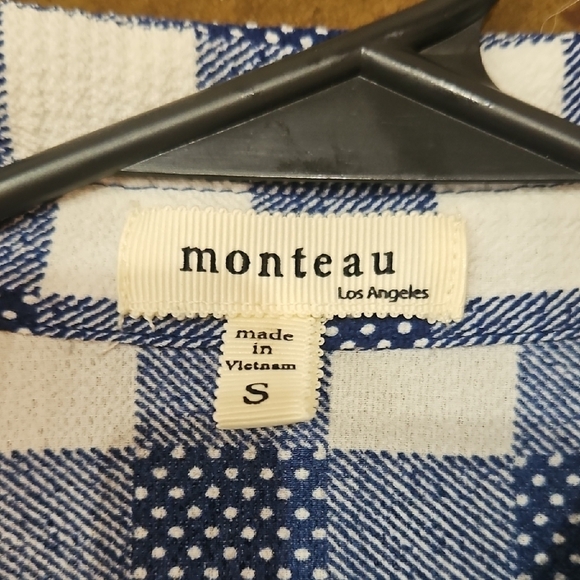 monteau
Los Angeles
made
in
Vietnam
S